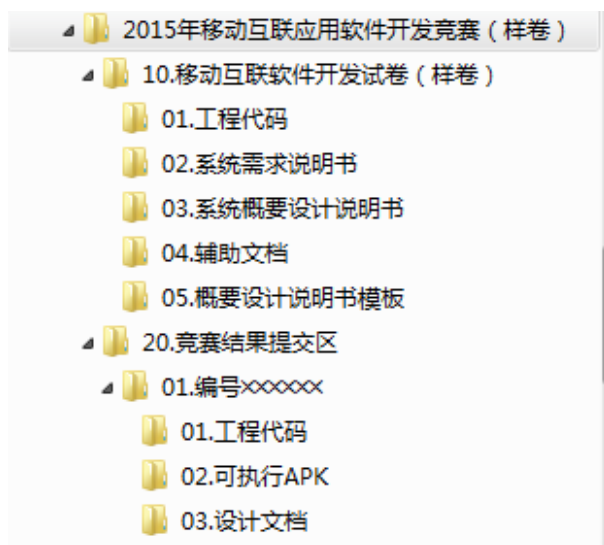 2015年移动互联应用软件开发竞赛（样卷）
10.移动互联软件开发试卷（样卷）
01.工程代码
02.系统需求说明书
03.系统概要设计说明书
04.辅助文档
05.概要设计说明书模板
20.竞赛结果提交区
01.编号××××××
01.工程代码
02.可执行APK
03.设计文档